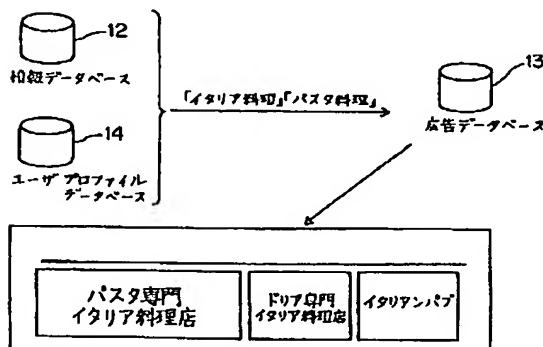 12
データベース
14
ユーザ プロファイル
データベース
「イタリア料理」「パスタ料理」
13
広告データベース
パスタ専門
イタリア料理店
ドリア専門
イタリア料理店
イタリアンパブ